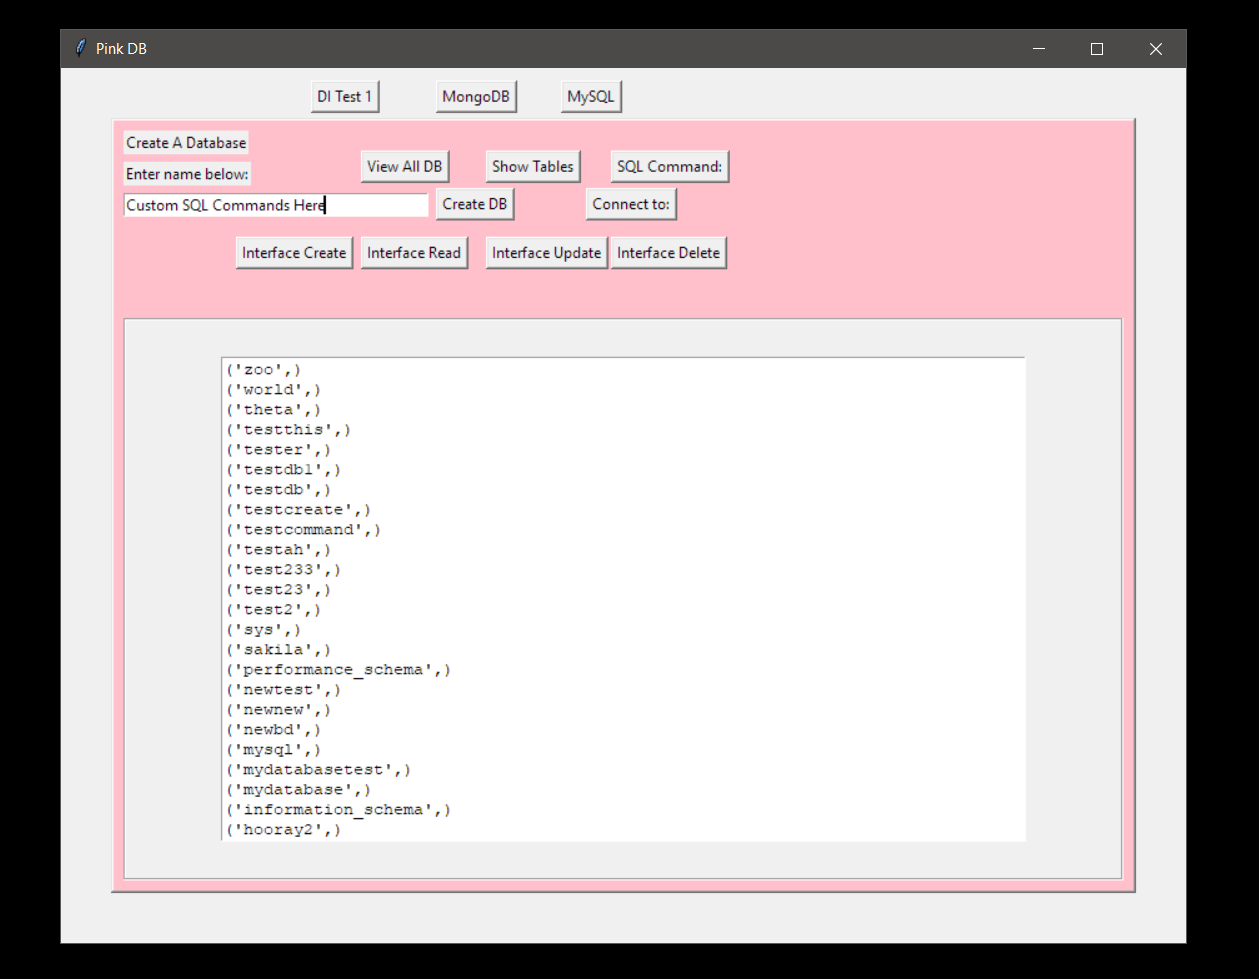 Pink DB
DI Test 1 MongoDB MySQL
Create A Database
View All DB Show Tables SQL Command:
Enter name below:
Custom SQL Commands Here Create DB Connect to:
Interface Create Interface Read Interface Update Interface Delete
('zoo',)
('world',)
('theta',)
('testthis',)
('tester',)
('testdb1',)
('testdb',)
('testcreate',)
('testcommand',)
('testah',)
('test233',)
('test23',)
('test2',)
('sys',)
('sakila',)
('performance_schema',)
('newtest',)
('newnew',)
('newbd',)
('mysql',)
('mydatabasetest',)
('mydatabase',)
('information_schema',)
('hooray2',)